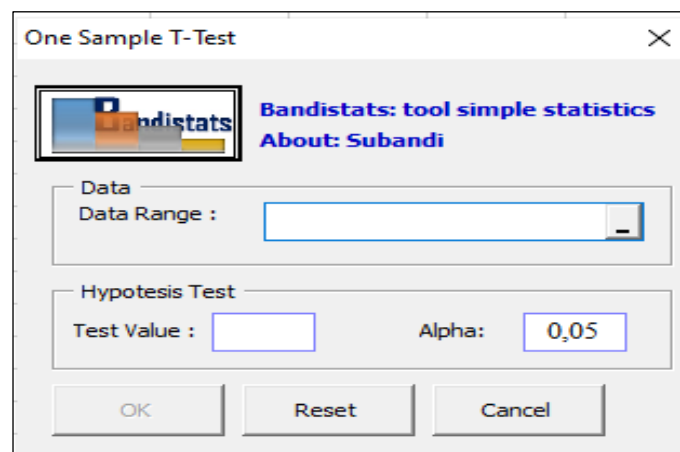 One Sample T-Test
Bandistats
Bandistats: tool simple statistics
About: Subandi
Data
Data Range :
Hypotesis Test
Test Value : Alpha: 0,05
OK Reset Cancel